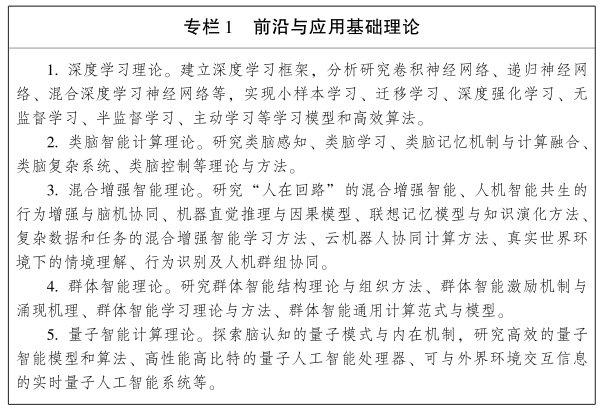 专栏 1　前沿与应用基础理论
1. 深度学习理论。建立深度学习框架，分析研究卷积神经网络、递归神经网
络、混合深度学习神经网络等，实现小样本学习、迁移学习、深度强化学习、无
监督学习、半监督学习、主动学习等学习模型和高效算法。
2. 类脑智能计算理论。研究类脑感知、类脑学习、类脑记忆机制与计算融合、
类脑复杂系统、类脑控制等理论与方法。
3. 混合增强智能理论。研究“人在回路”的混合增强智能、人机智能共生的
行为增强与脑机协同、机器直觉推理与因果模型、联想记忆模型与知识演化方法、
复杂数据和任务的混合增强智能学习方法、云机器人协同计算方法、真实世界环
境下的情境理解、行为识别及人机群组协同。
4. 群体智能理论。研究群体智能结构理论与组织方法、群体智能激励机制与
涌现机理、群体智能学习理论与方法、群体智能通用计算范式与模型。
5. 量子智能计算理论。探索脑认知的量子模式与内在机制，研究高效的量子
智能模型和算法、高性能高比特的量子人工智能处理器、可与外界环境交互信息
的实时量子人工智能系统等。